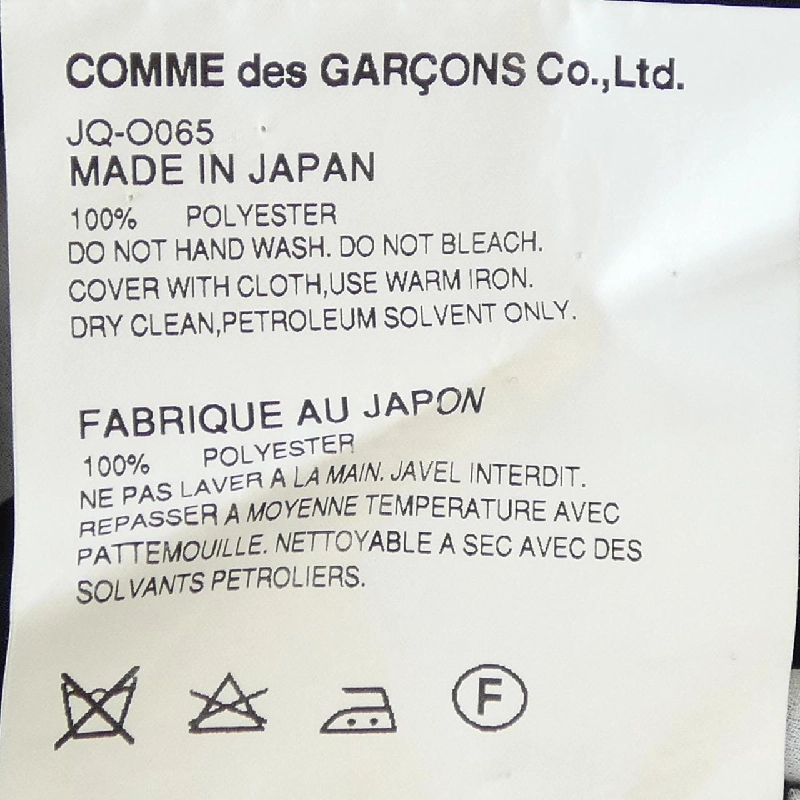 COMME des GARÇONS Co.,Ltd.
JQ-O065
MADE IN JAPAN
100% POLYESTER
DO NOT HAND WASH. DO NOT BLEACH.
COVER WITH CLOTH,USE WARM IRON.
DRY CLEAN,PETROLEUM SOLVENT ONLY.
FABRIQUE AU JAPON
100% POLYESTER
NE PAS LAVER A LA MAIN. JAVEL INTERDIT.
REPASSER A MOYENNE TEMPERATURE AVEC
PATTEMOUILLE. NETTOYABLE A SEC AVEC DES
SOLVANTS PETROLIERS.
F